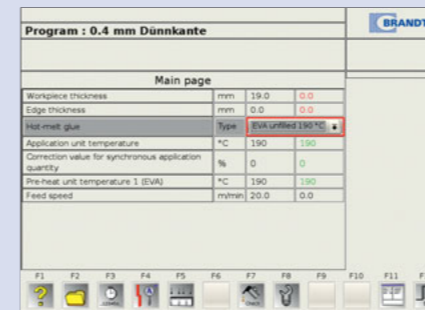 Program : 0.4 mm Dünnkante
BRANDT
Main page
Workpiece thickness mm 19.0 0.0
Edge thickness mm 0.0 0.0
Hot-melt glue Type EVA unfilled 190 °C
Application unit temperature °C 190 190
Correction value for synchronous application
quantity % 0 0
Pre-heat unit temperature 1 (EVA) °C 190 190
Feed speed m/min 20.0 0.0
F1 F2 F3 F4 F5 F6 F7 F8 F9 F10 F11